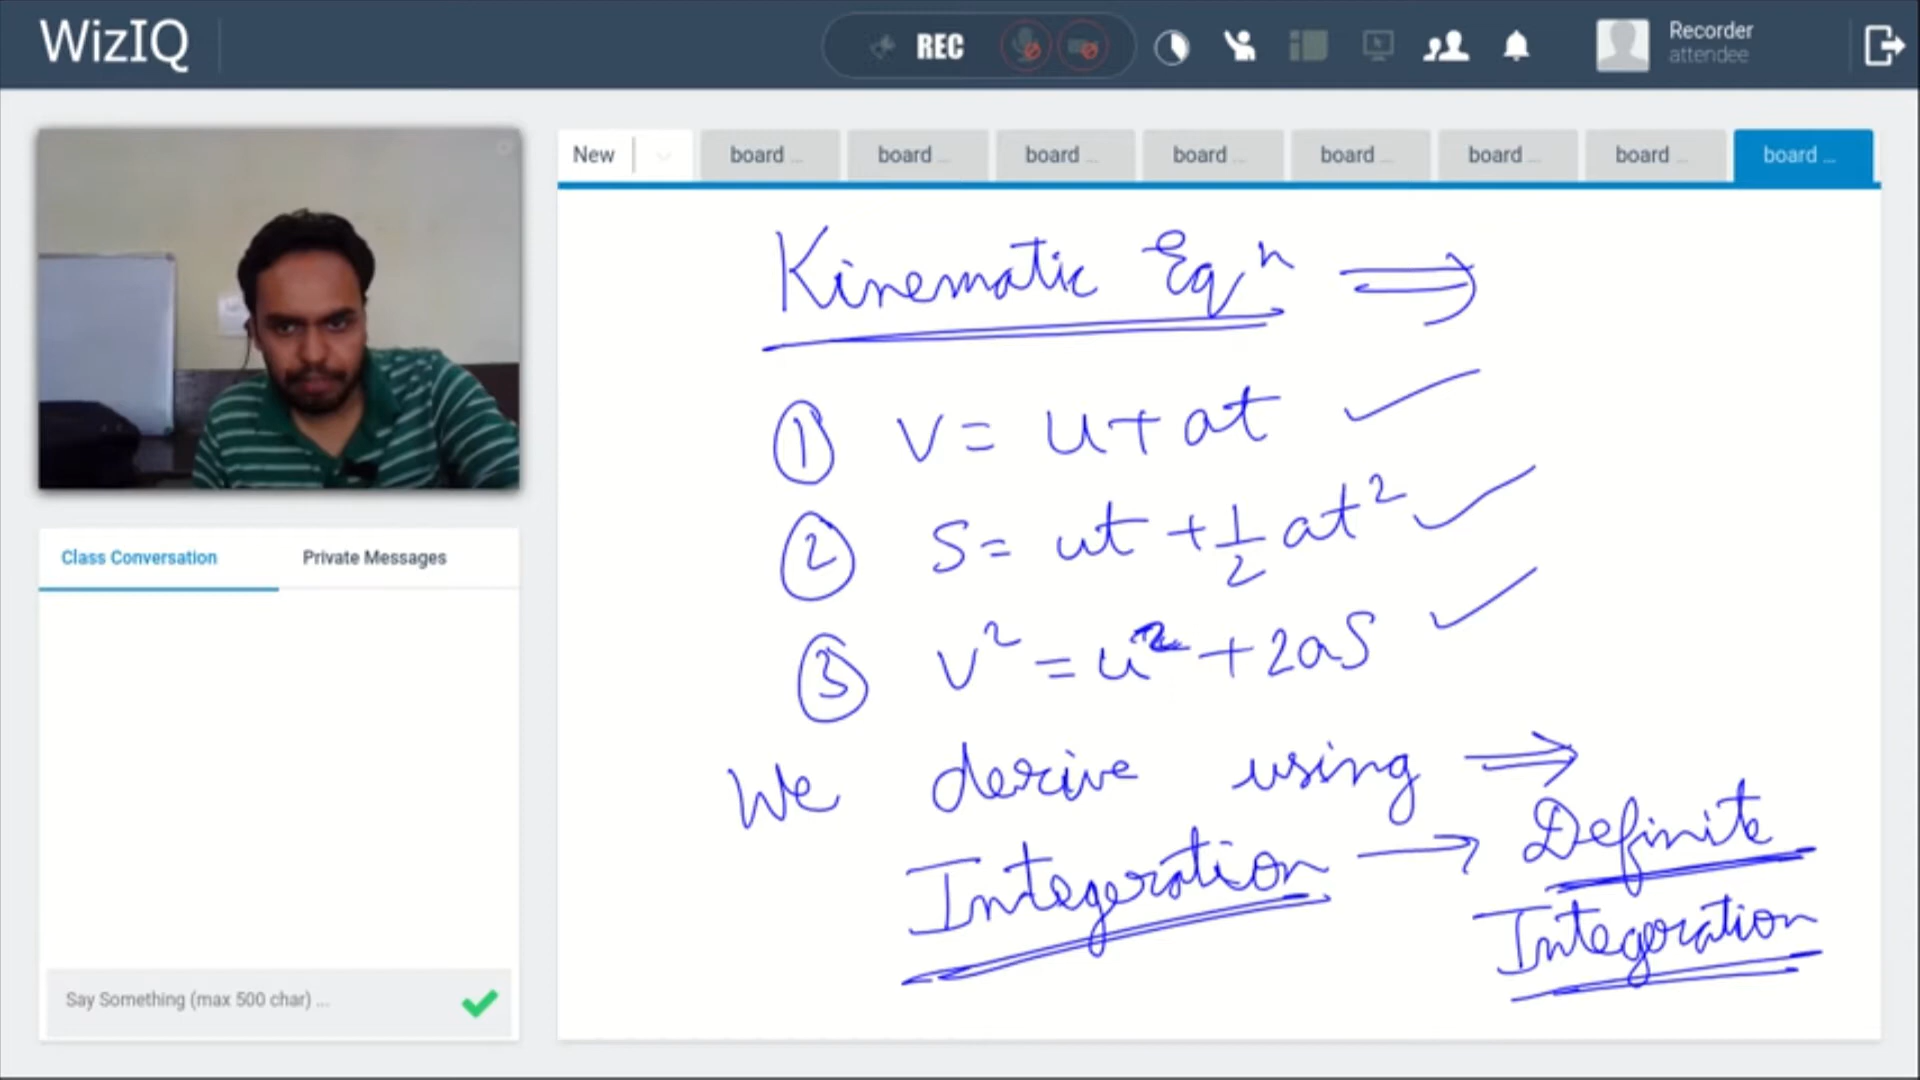 WizIQ
REC
Recorder
attendee
New
board ...
board ...
board ...
board ...
board ...
board ...
board ...
board ...
Kinematic Eqⁿ ⇒
① v = u + at ✓
② S = ut + 1/2 at² ✓
③ v² = u² + 2aS ✓
We derive using ⇒
Integeration → Definite
Integeration
Class Conversation
Private Messages
Say Something (max 500 char) ...